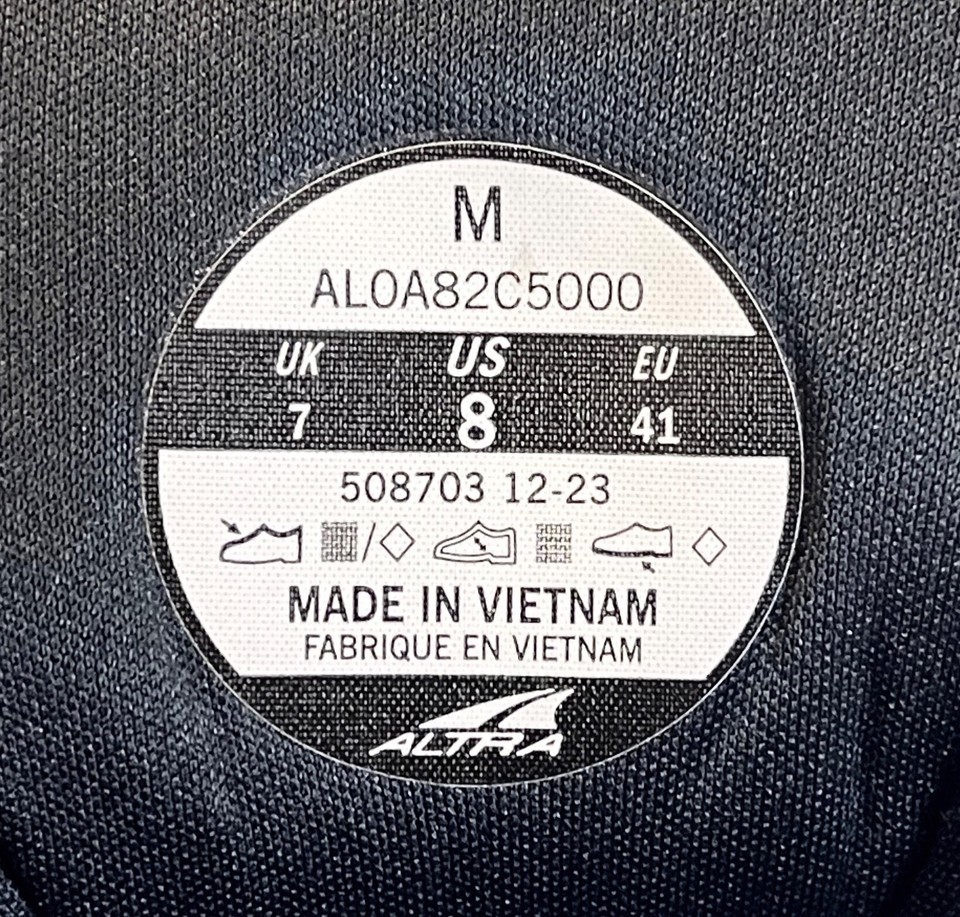 M
AL0A82C5000
UK US EU
7 8 41
508703 12-23
/
MADE IN VIETNAM
FABRIQUE EN VIETNAM
ALTRA